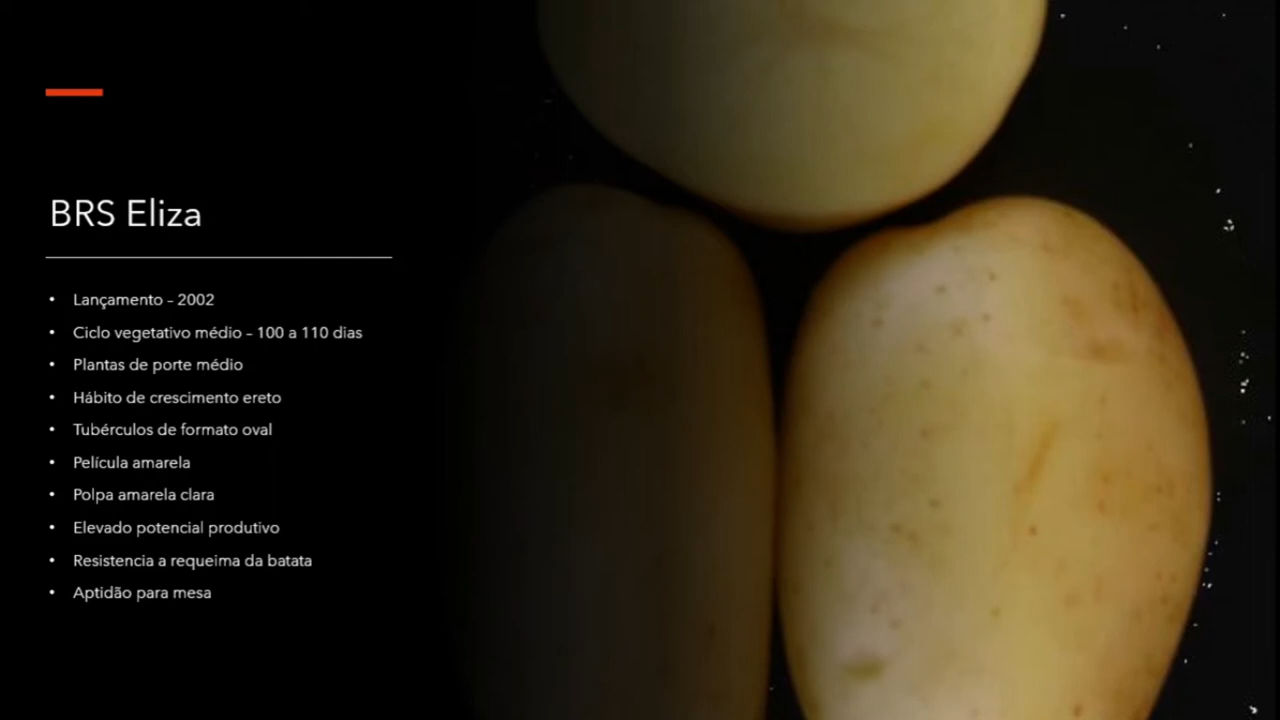 BRS Eliza
• Lançamento – 2002
• Ciclo vegetativo médio – 100 a 110 dias
• Plantas de porte médio
• Hábito de crescimento ereto
• Tubérculos de formato oval
• Película amarela
• Polpa amarela clara
• Elevado potencial produtivo
• Resistencia a requeima da batata
• Aptidão para mesa